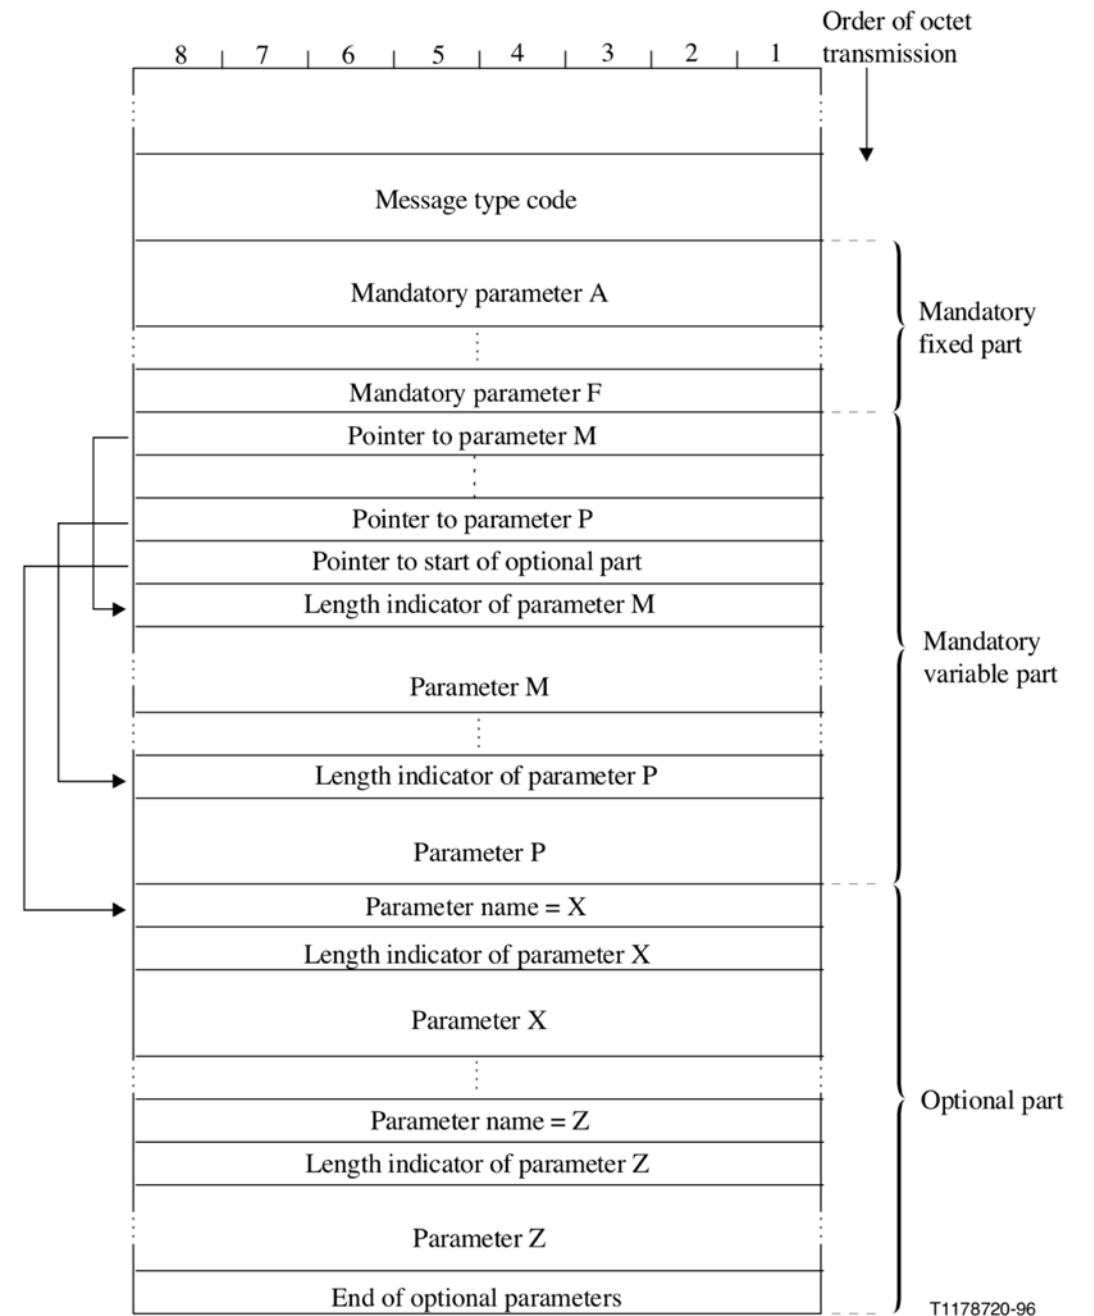 Order of octet
transmission
8 7 6 5 4 3 2 1
Message type code
Mandatory parameter A
Mandatory
fixed part
Mandatory parameter F
Pointer to parameter M
Pointer to parameter P
Pointer to start of optional part
Length indicator of parameter M
Mandatory
variable part
Parameter M
Length indicator of parameter P
Parameter P
Parameter name = X
Length indicator of parameter X
Parameter X
Optional part
Parameter name = Z
Length indicator of parameter Z
Parameter Z
End of optional parameters
T1178720-96